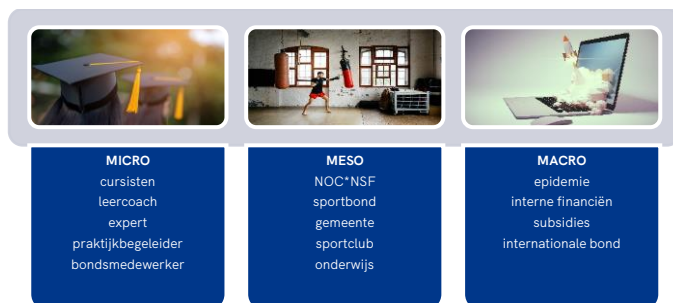 MICRO
cursisten
leercoach
expert
praktijkbegeleider
bondsmedewerker
MESO
NOC*NSF
sportbond
gemeente
sportclub
onderwijs
MACRO
epidemie
interne financiën
subsidies
internationale bond